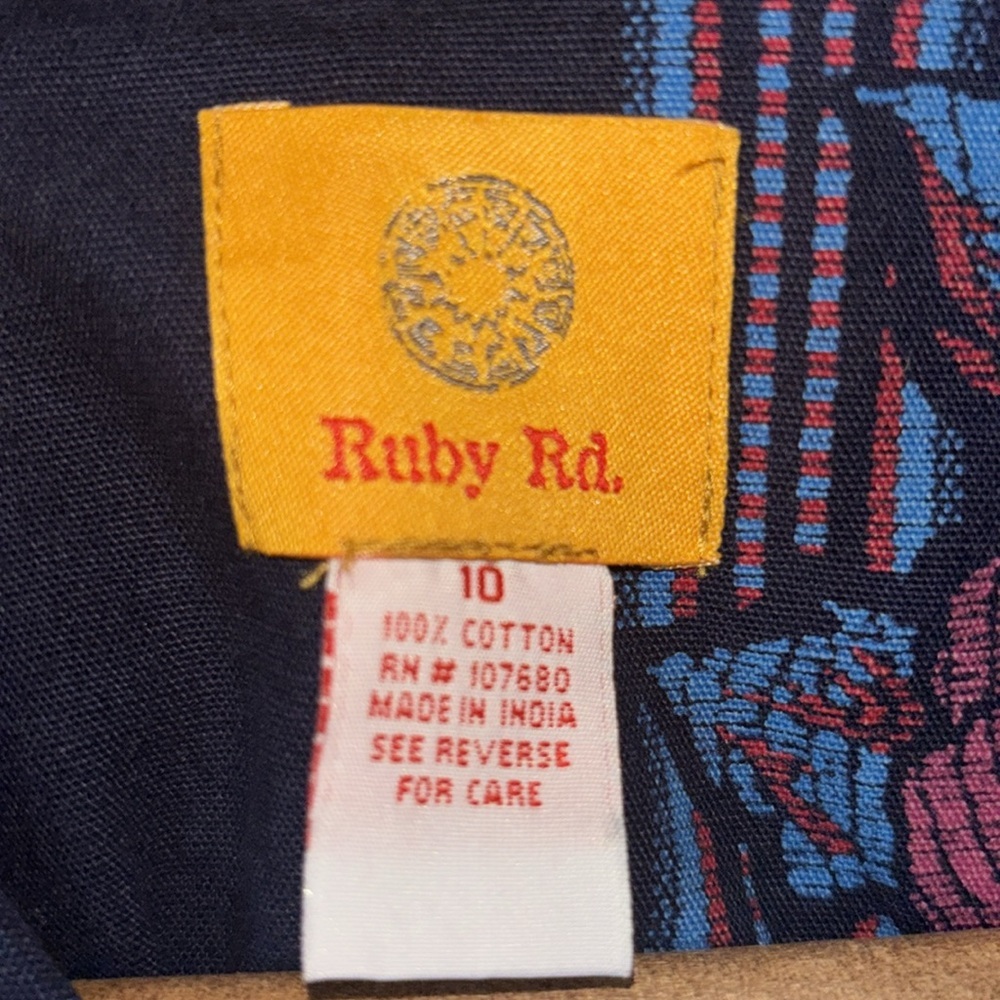 Ruby Rd.
10
100% COTTON
RN # 107680
MADE IN INDIA
SEE REVERSE
FOR CARE